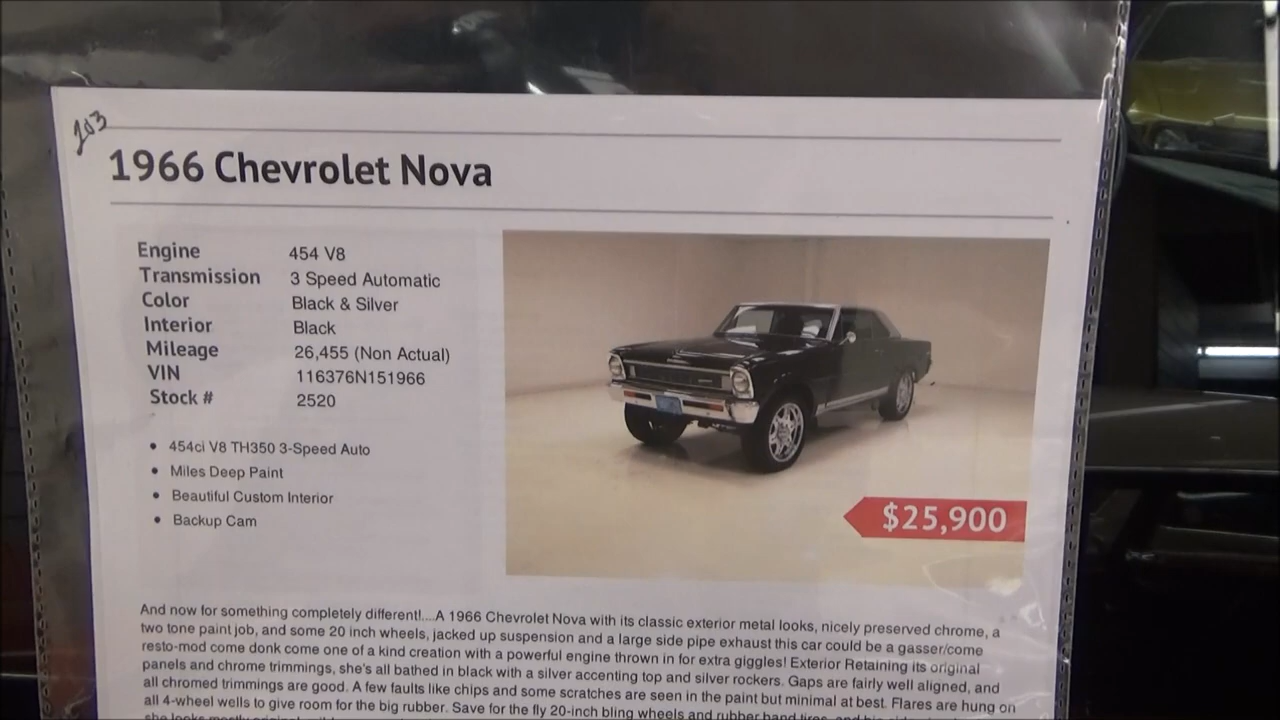 203
1966 Chevrolet Nova
Engine 454 V8
Transmission 3 Speed Automatic
Color Black & Silver
Interior Black
Mileage 26,455 (Non Actual)
VIN 116376N151966
Stock # 2520
• 454ci V8 TH350 3-Speed Auto
• Miles Deep Paint
• Beautiful Custom Interior
• Backup Cam
$25,900
And now for something completely different!....A 1966 Chevrolet Nova with its classic exterior metal looks, nicely preserved chrome, a
two tone paint job, and some 20 inch wheels, jacked up suspension and a large side pipe exhaust this car could be a gasser/come
resto-mod come donk come one of a kind creation with a powerful engine thrown in for extra giggles! Exterior Retaining its original
panels and chrome trimmings, she's all bathed in black with a silver accenting top and silver rockers. Gaps are fairly well aligned, and
all chromed trimmings are good. A few faults like chips and some scratches are seen in the paint but minimal at best. Flares are hung on
all 4-wheel wells to give room for the big rubber. Save for the fly 20-inch bling wheels and rubber band tires, and
she looks mostly